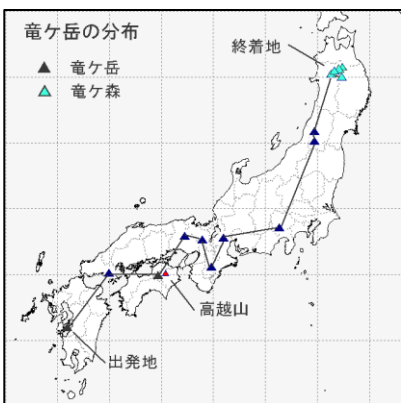 竜ケ岳の分布
▲ 竜ケ岳
▲ 竜ケ森
終着地
高越山
出発地